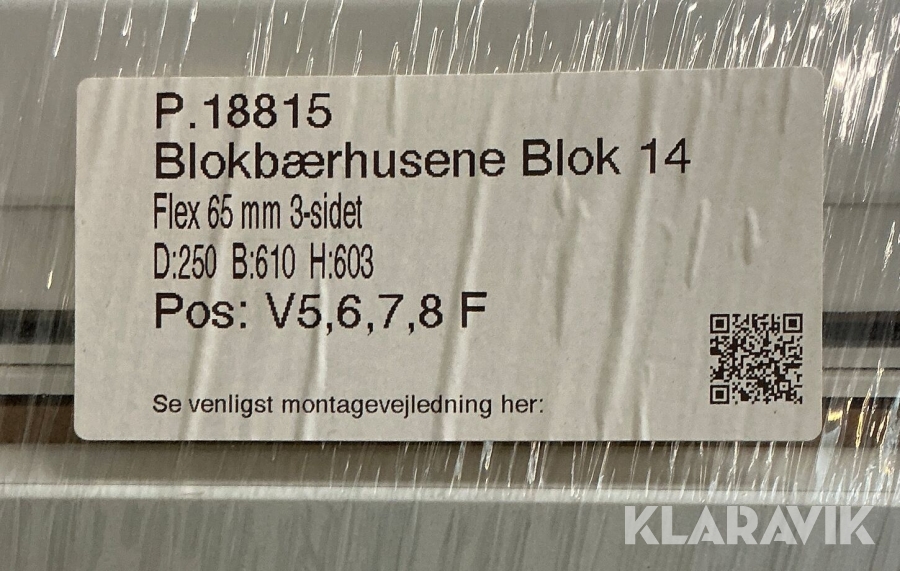 P.18815
Blokbærhusene Blok 14
Flex 65 mm 3-sidet
D:250 B:610 H:603
Pos: V5,6,7,8 F
Se venligst montagevejledning her:
KLARAVIK